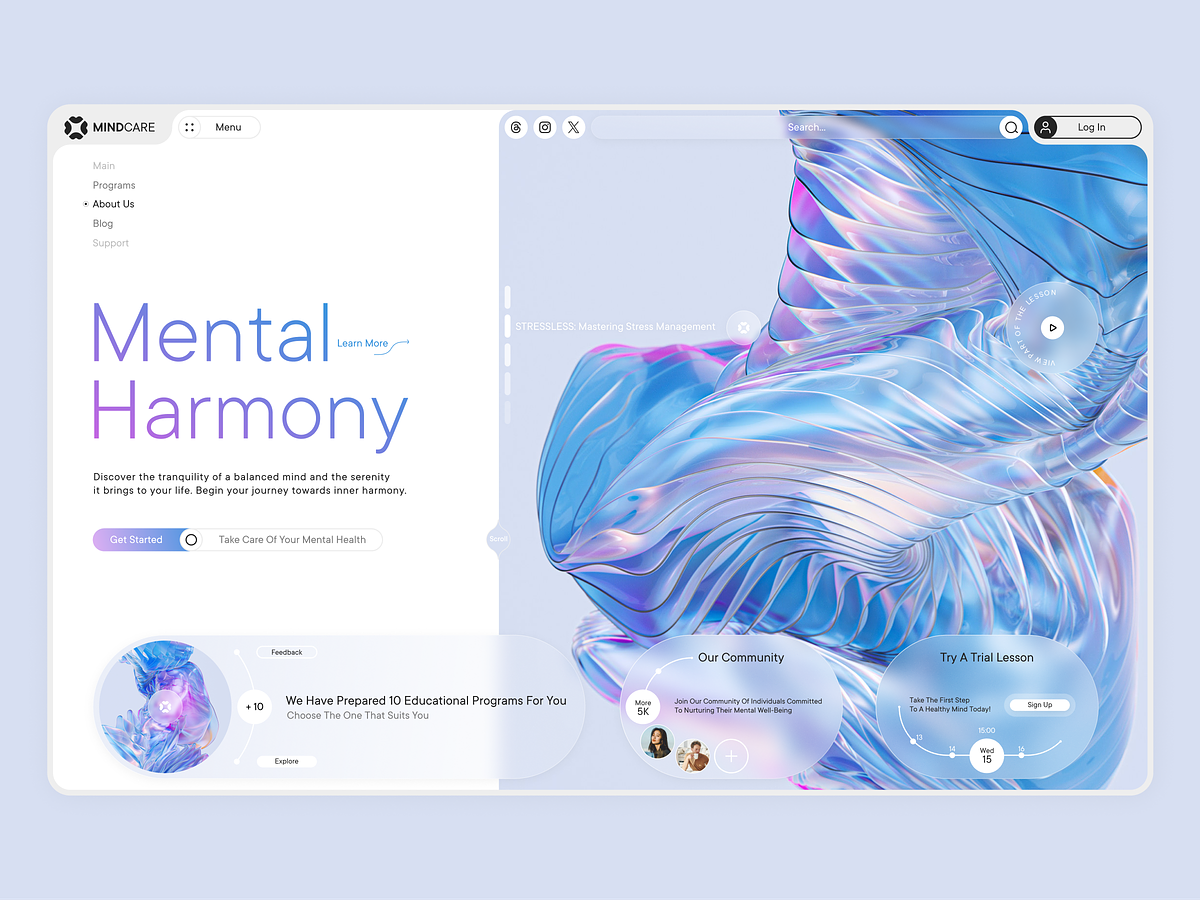 MINDCARE
Menu
Search...
Log In
Main
Programs
About Us
Blog
Support
Mental
Harmony
Learn More
Discover the tranquility of a balanced mind and the serenity
it brings to your life. Begin your journey towards inner harmony.
Get Started
Take Care Of Your Mental Health
STRESSLESS: Mastering Stress Management
VIEW PART OF THE LESSON
Scroll
Feedback
+ 10
We Have Prepared 10 Educational Programs For You
Choose The One That Suits You
Explore
Our Community
More
5K
Join Our Community Of Individuals Committed
To Nurturing Their Mental Well-Being
Try A Trial Lesson
Take The First Step
To A Healthy Mind Today!
Sign Up
15:00
13
14
Wed
15
16